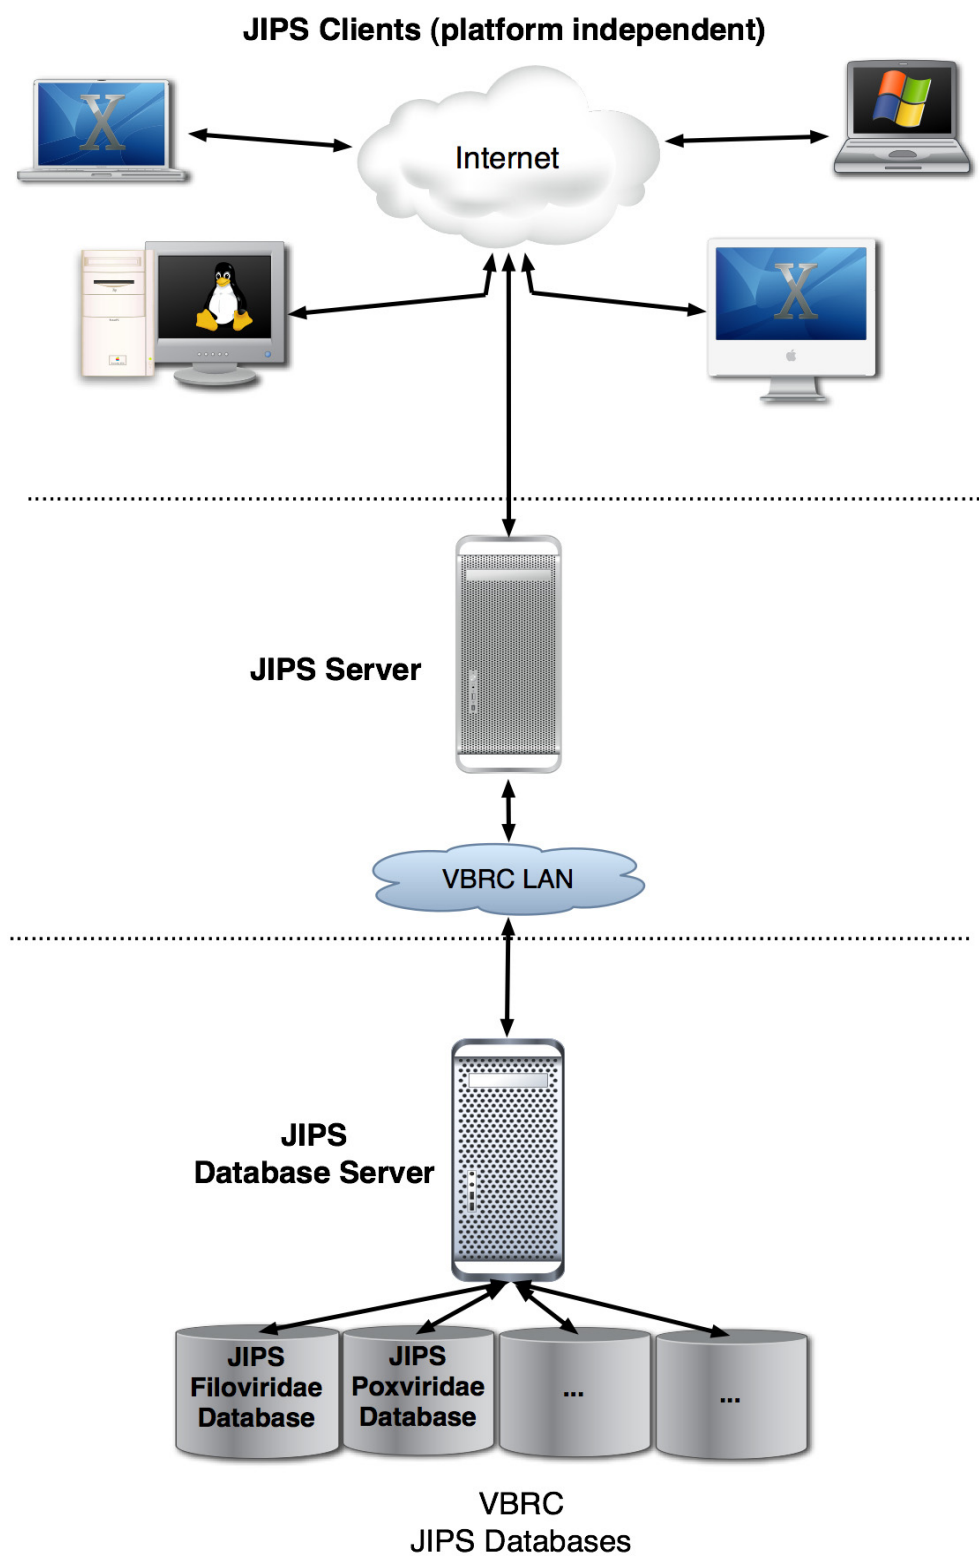 JIPS Clients (platform independent)
Internet
X
X
JIPS Server
VBRC LAN
JIPS
Database Server
JIPS
Filoviridae
Database
JIPS
Poxviridae
Database
...
...
VBRC
JIPS Databases